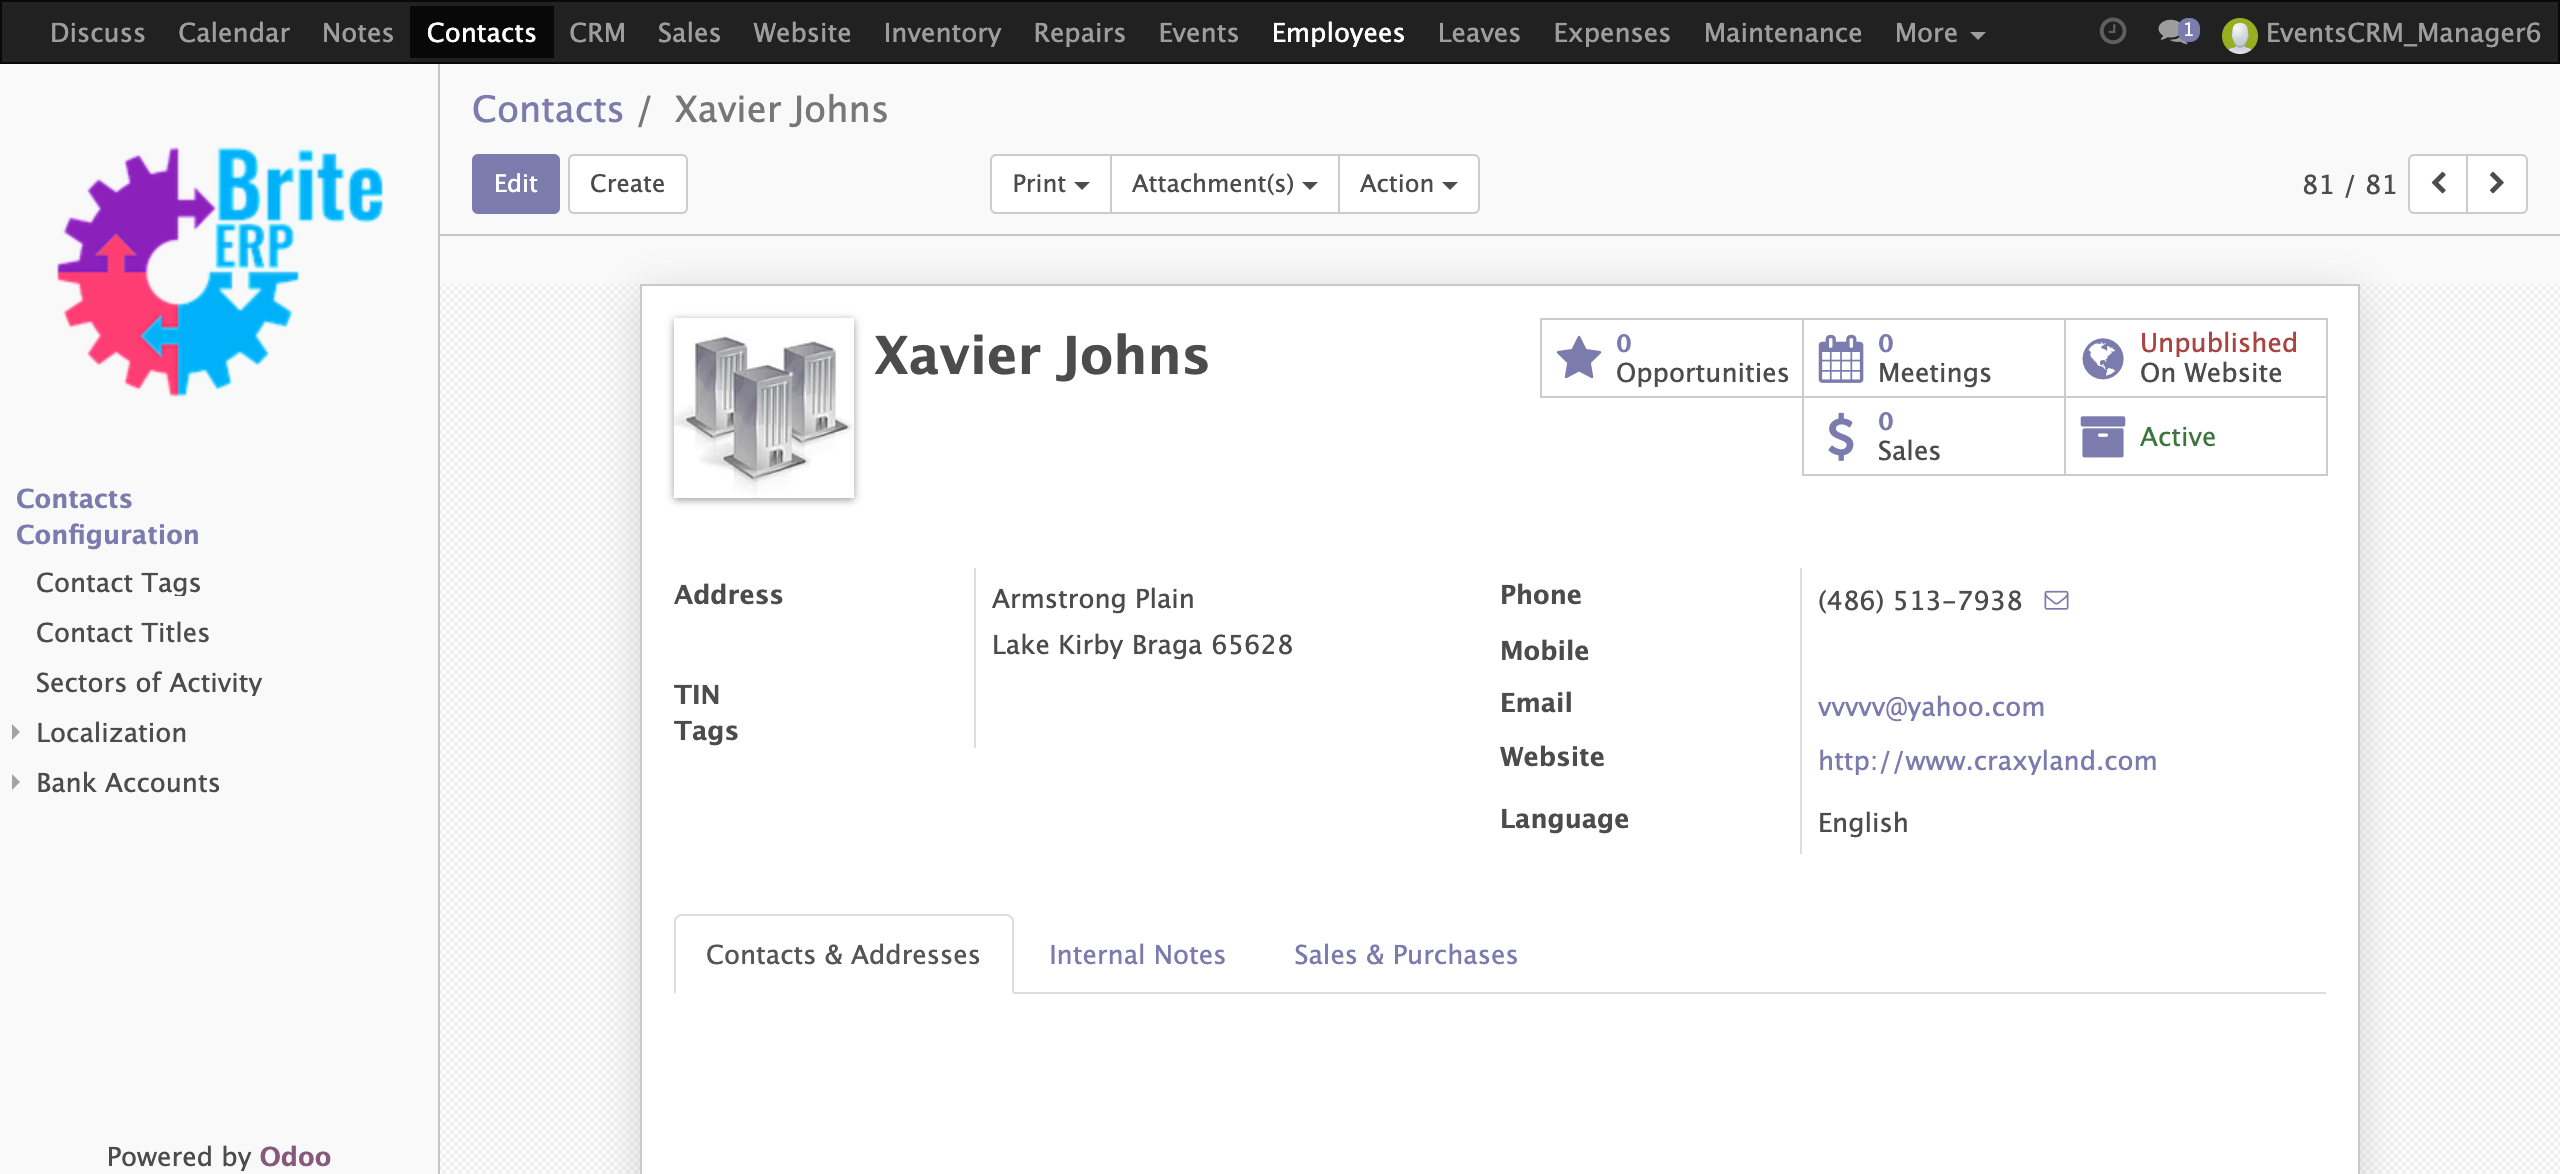 Discuss Calendar Notes Contacts CRM Sales Website Inventory Repairs Events Employees Leaves Expenses Maintenance More 1 EventsCRM_Manager6
Brite
ERP
Contacts
Configuration
Contact Tags
Contact Titles
Sectors of Activity
Localization
Bank Accounts
Powered by Odoo
Contacts / Xavier Johns
Edit Create Print Attachment(s) Action 81 / 81
Xavier Johns
0
Opportunities
0
Meetings
Unpublished
On Website
0
Sales
Active
Address
Armstrong Plain
Lake Kirby Braga 65628
TIN
Tags
Phone (486) 513-7938
Mobile
Email vvvvv@yahoo.com
Website http://www.craxyland.com
Language English
Contacts & Addresses Internal Notes Sales & Purchases